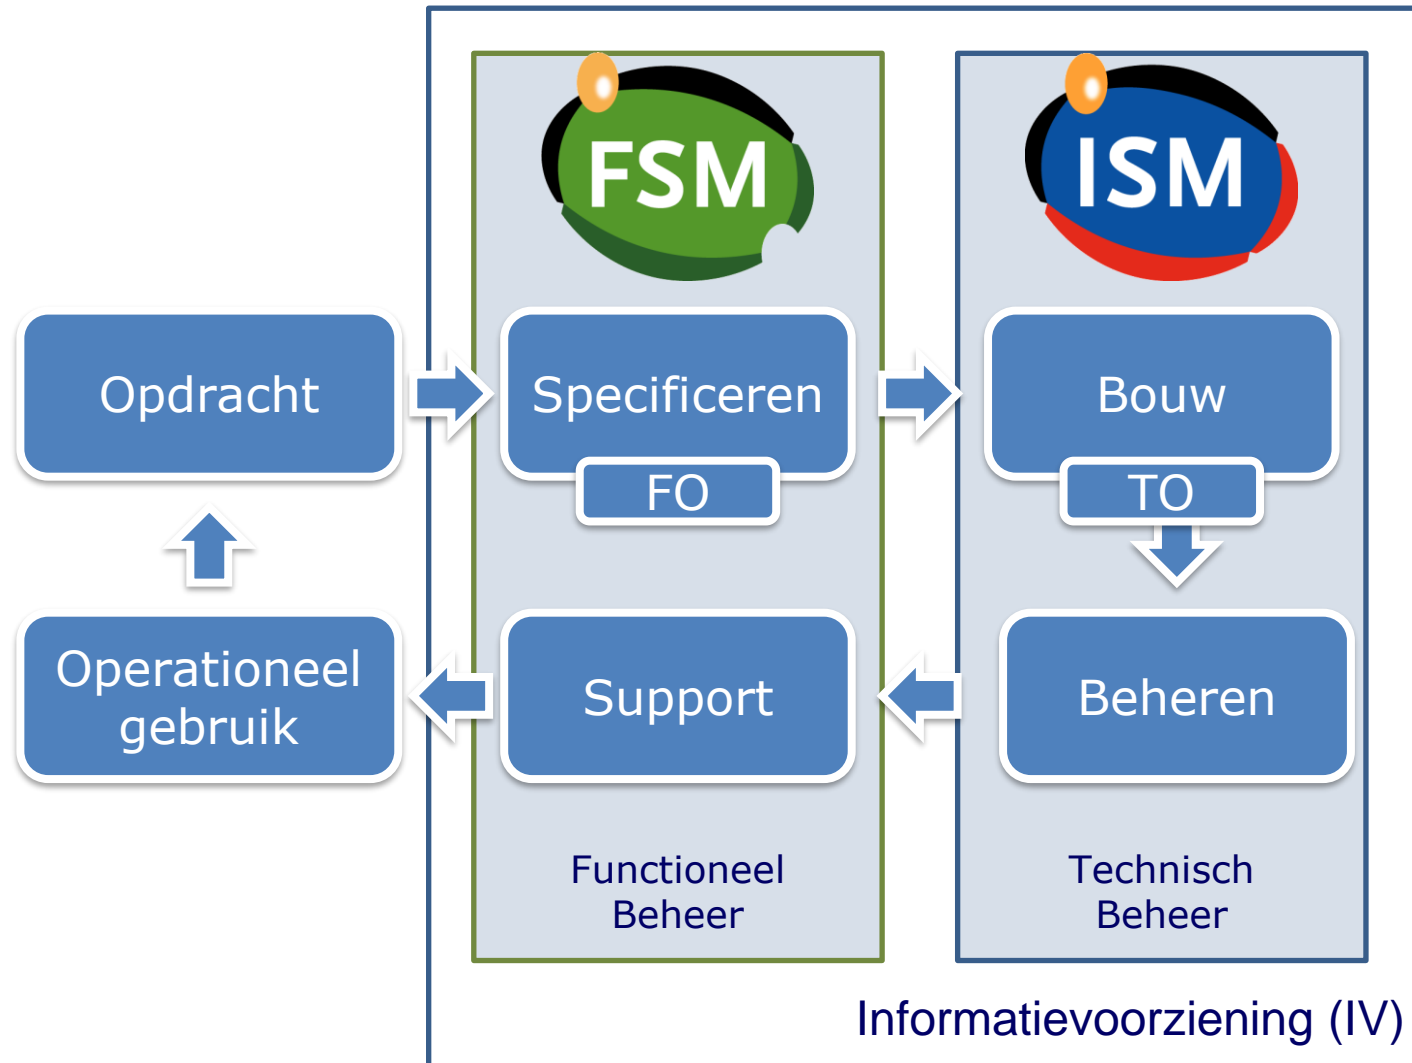 FSM
ISM
Opdracht
Specificeren
Bouw
FO
TO
Operationeel
gebruik
Support
Beheren
Functioneel
Beheer
Technisch
Beheer
Informatievoorziening (IV)